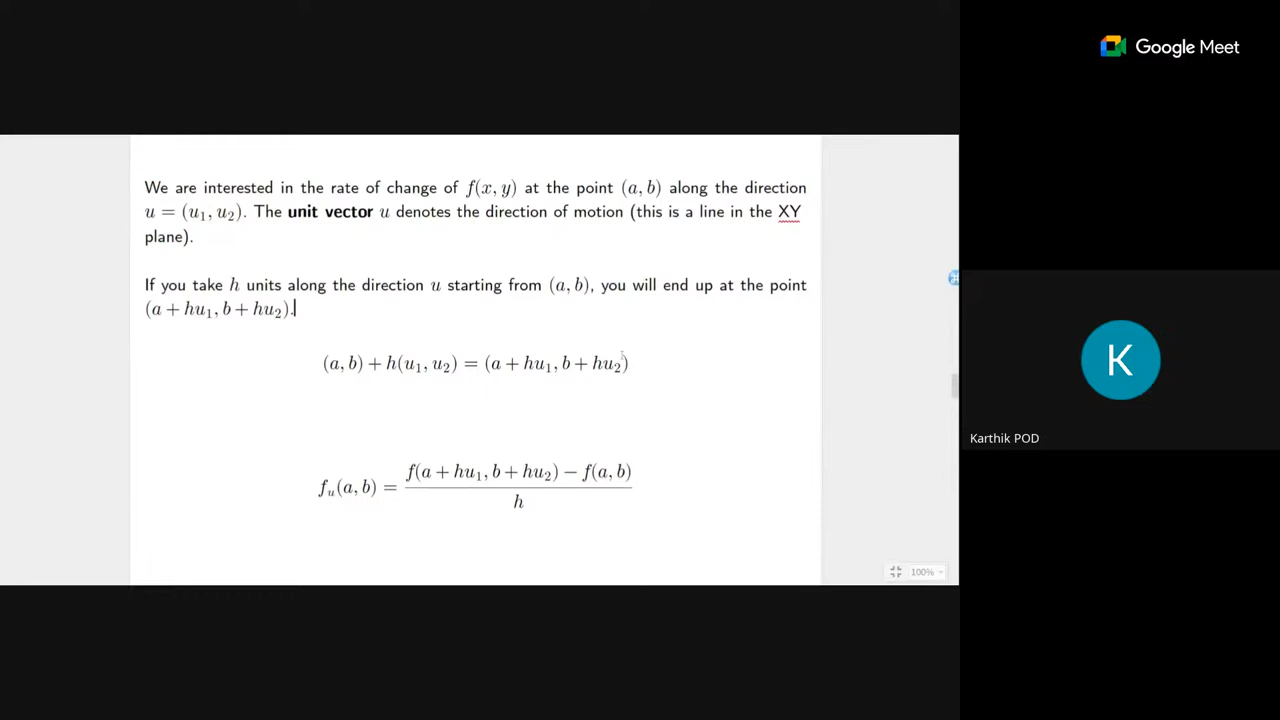 Google Meet
We are interested in the rate of change of f(x, y) at the point (a, b) along the direction
u = (u₁, u₂). The unit vector u denotes the direction of motion (this is a line in the XY
plane).
If you take h units along the direction u starting from (a, b), you will end up at the point
(a + hu₁, b + hu₂).
(a, b) + h(u₁, u₂) = (a + hu₁, b + hu₂)
f(a + hu₁, b + hu₂) − f(a, b)
fᵤ(a, b) =
h
100%
K
Karthik POD